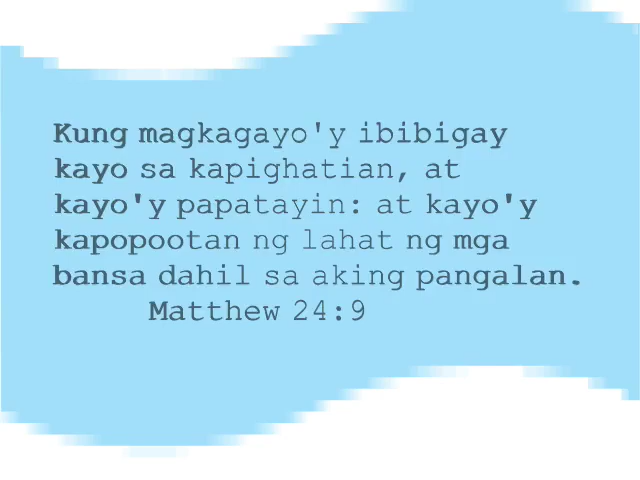 Kung magkagayo'y ibibigay
kayo sa kapighatian, at
kayo'y papatayin: at kayo'y
kapopootan ng lahat ng mga
bansa dahil sa aking pangalan.
Matthew 24:9